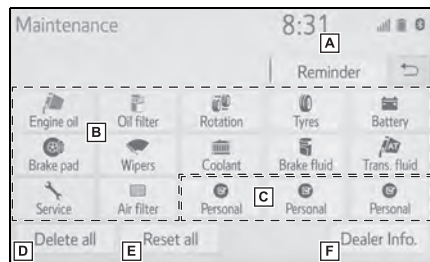 Maintenance 8:31
A
Reminder
Engine oil Oil filter Rotation Tyres Battery
B
Brake pad Wipers Coolant Brake fluid Trans. fluid
AT
C
Service Air filter Personal Personal Personal
D E F
Delete all Reset all Dealer Info.